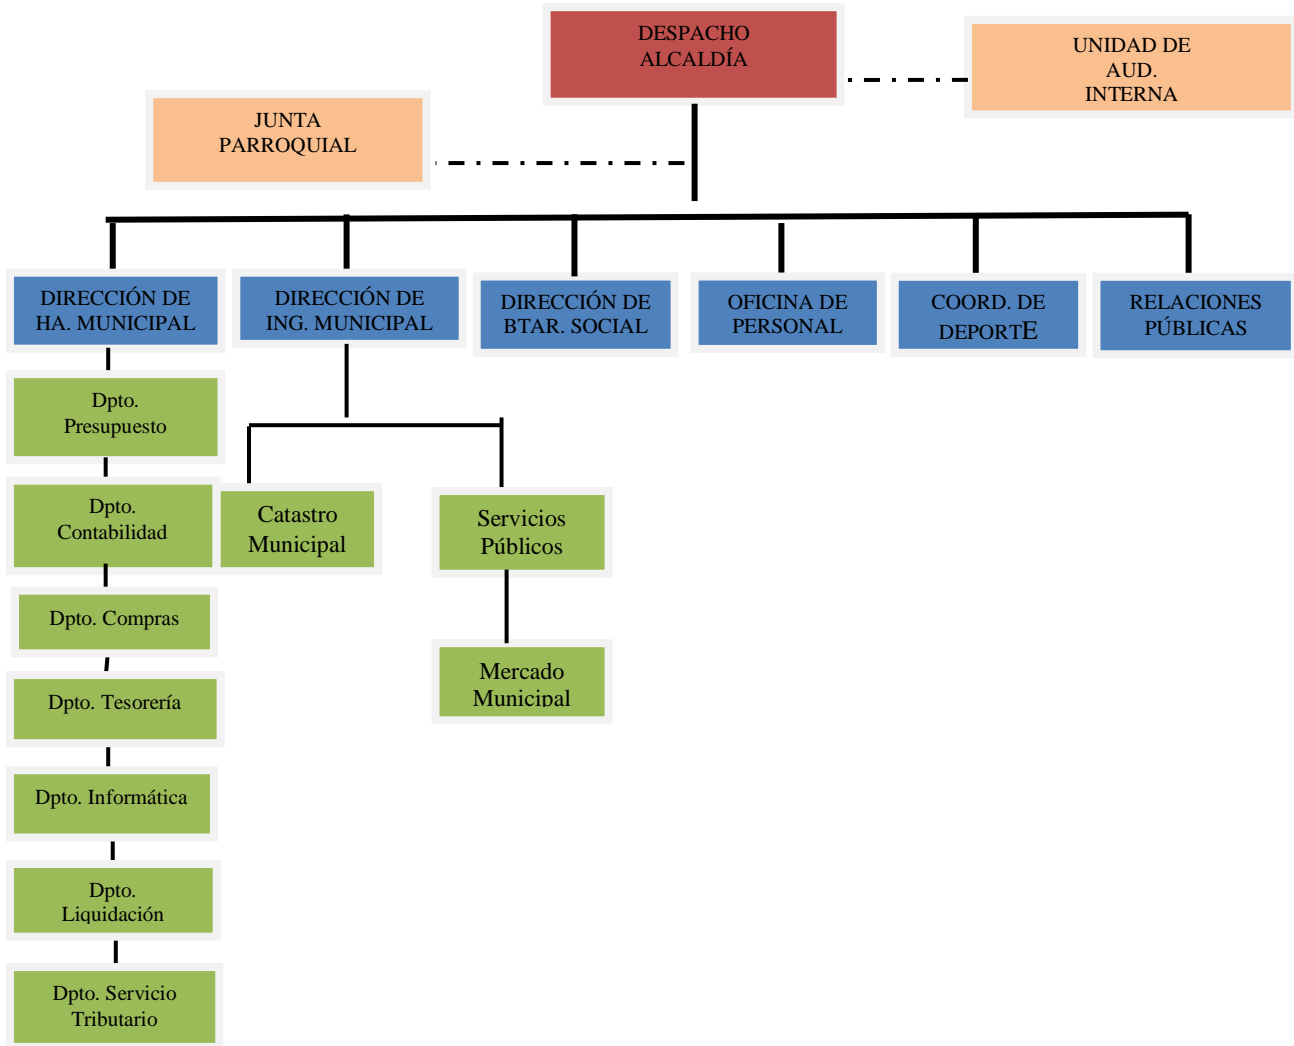 DESPACHO
ALCALDÍA
UNIDAD DE
AUD.
INTERNA
JUNTA
PARROQUIAL
DIRECCIÓN DE
HA. MUNICIPAL
DIRECCIÓN DE
ING. MUNICIPAL
DIRECCIÓN DE
BTAR. SOCIAL
OFICINA DE
PERSONAL
COORD. DE
DEPORTE
RELACIONES
PÚBLICAS
Dpto.
Presupuesto
Dpto.
Contabilidad
Catastro
Municipal
Servicios
Públicos
Dpto. Compras
Mercado
Municipal
Dpto. Tesorería
Dpto. Informática
Dpto.
Liquidación
Dpto. Servicio
Tributario